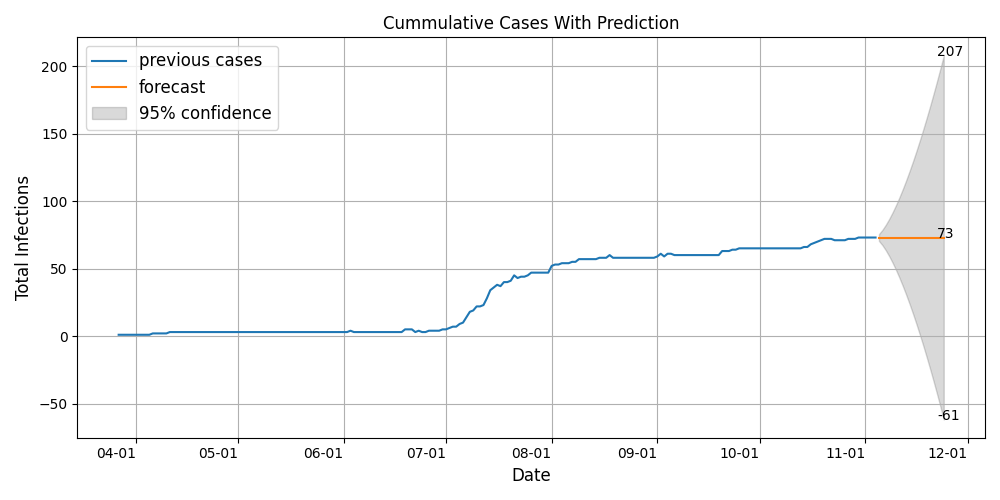 Cummulative Cases With Prediction
previous cases
forecast
95% confidence
207
73
-61
200
150
100
50
0
−50
Total Infections
04-01 05-01 06-01 07-01 08-01 09-01 10-01 11-01 12-01
Date